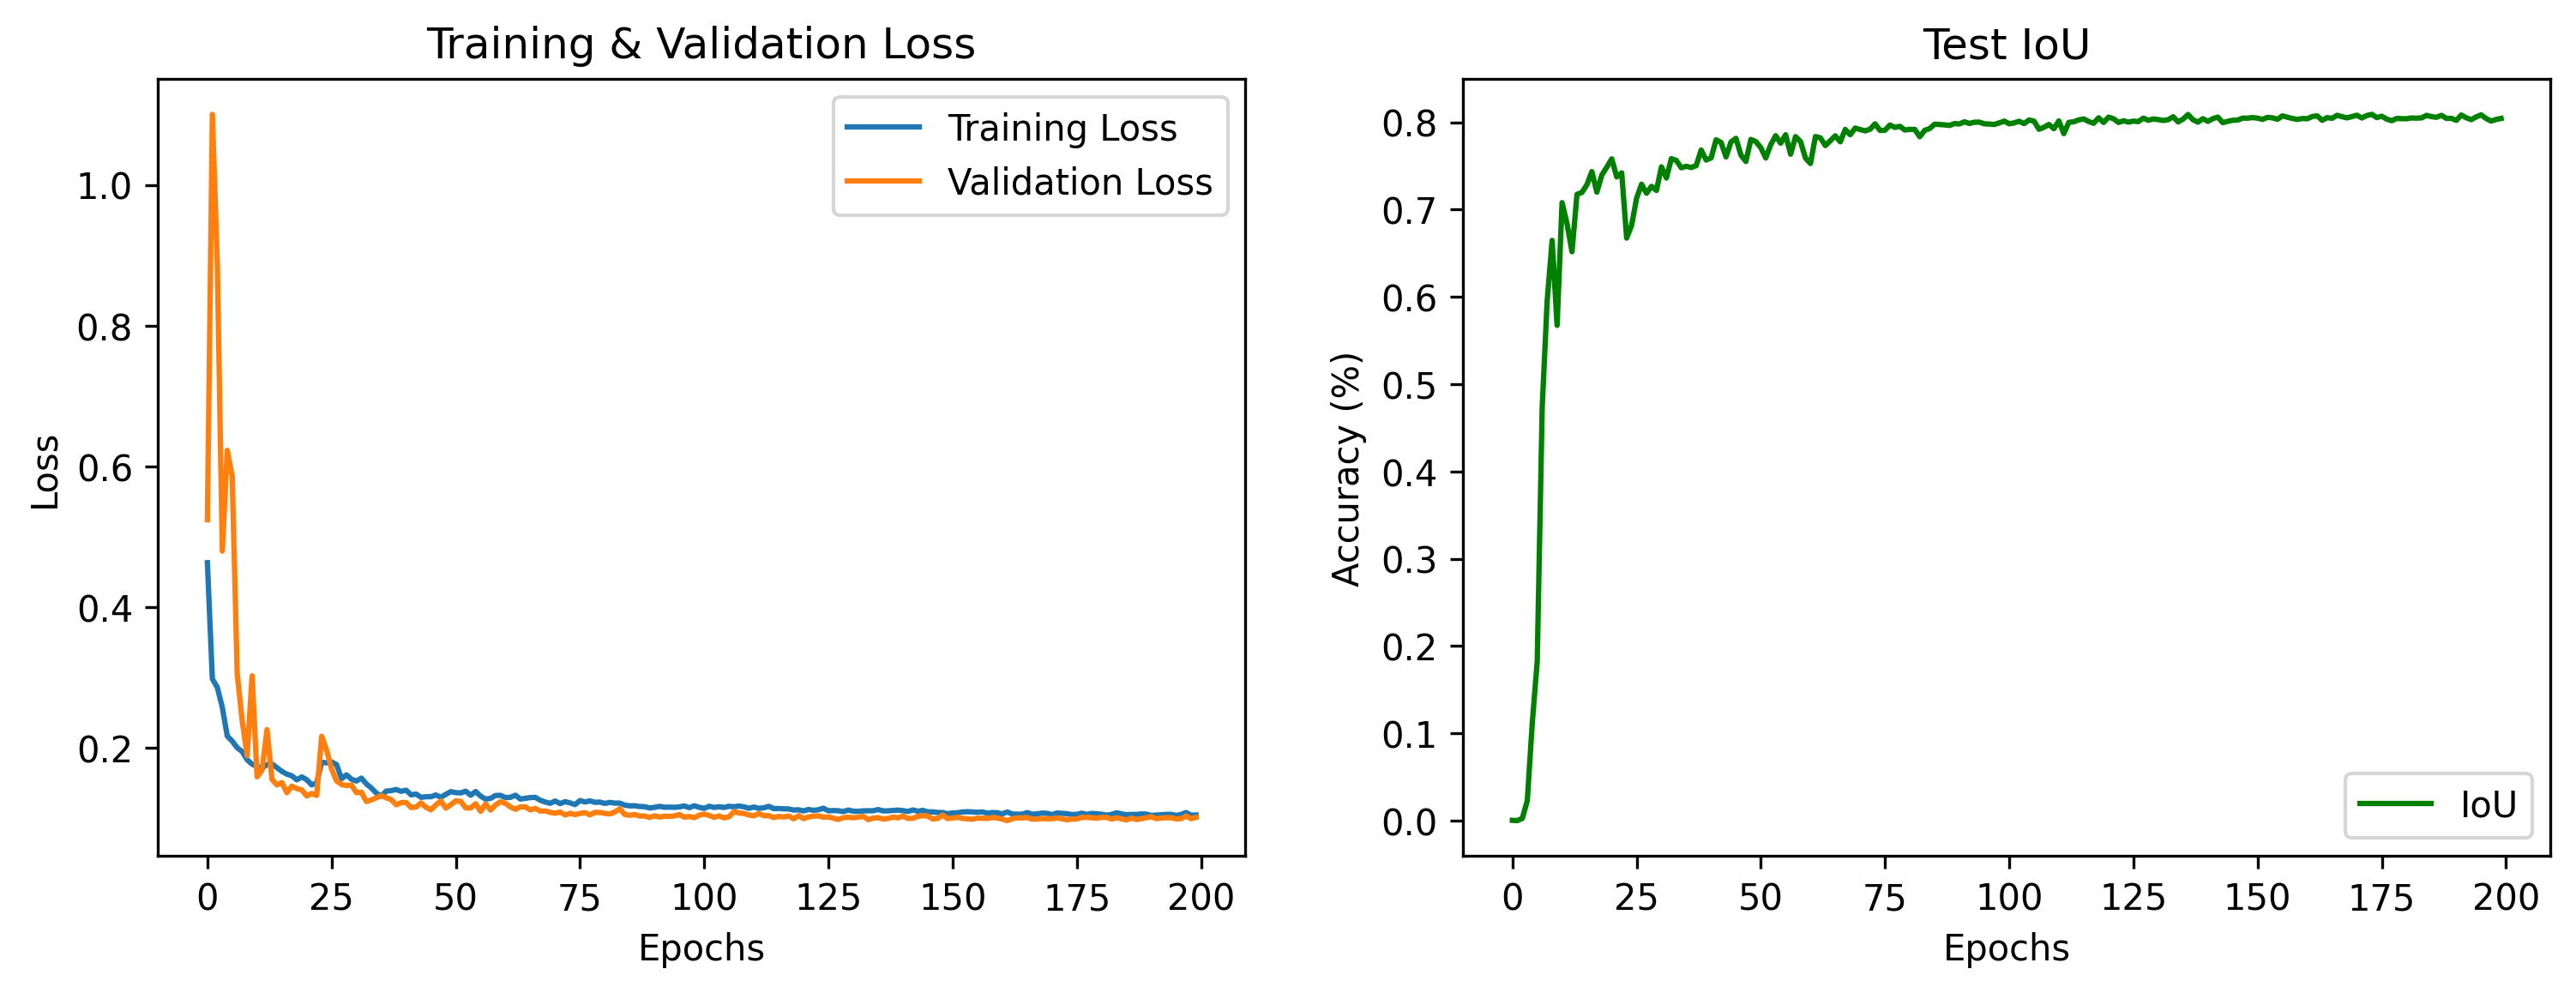 Training & Validation Loss
Training Loss
Validation Loss
1.0
0.8
0.6
0.4
0.2
Loss
0 25 50 75 100 125 150 175 200
Epochs
Test IoU
0.8
0.7
0.6
0.5
0.4
0.3
0.2
0.1
0.0
Accuracy (%)
IoU
0 25 50 75 100 125 150 175 200
Epochs